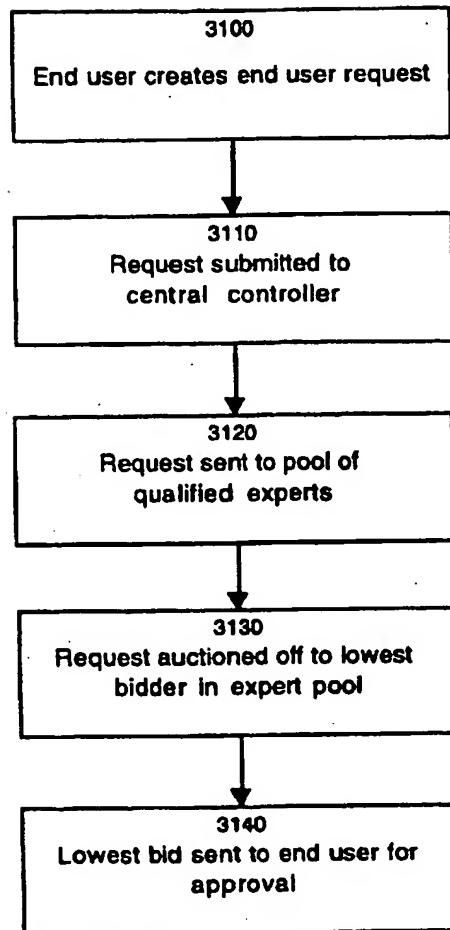 3100
End user creates end user request
3110
Request submitted to
central controller
3120
Request sent to pool of
qualified experts
3130
Request auctioned off to lowest
bidder in expert pool
3140
Lowest bid sent to end user for
approval